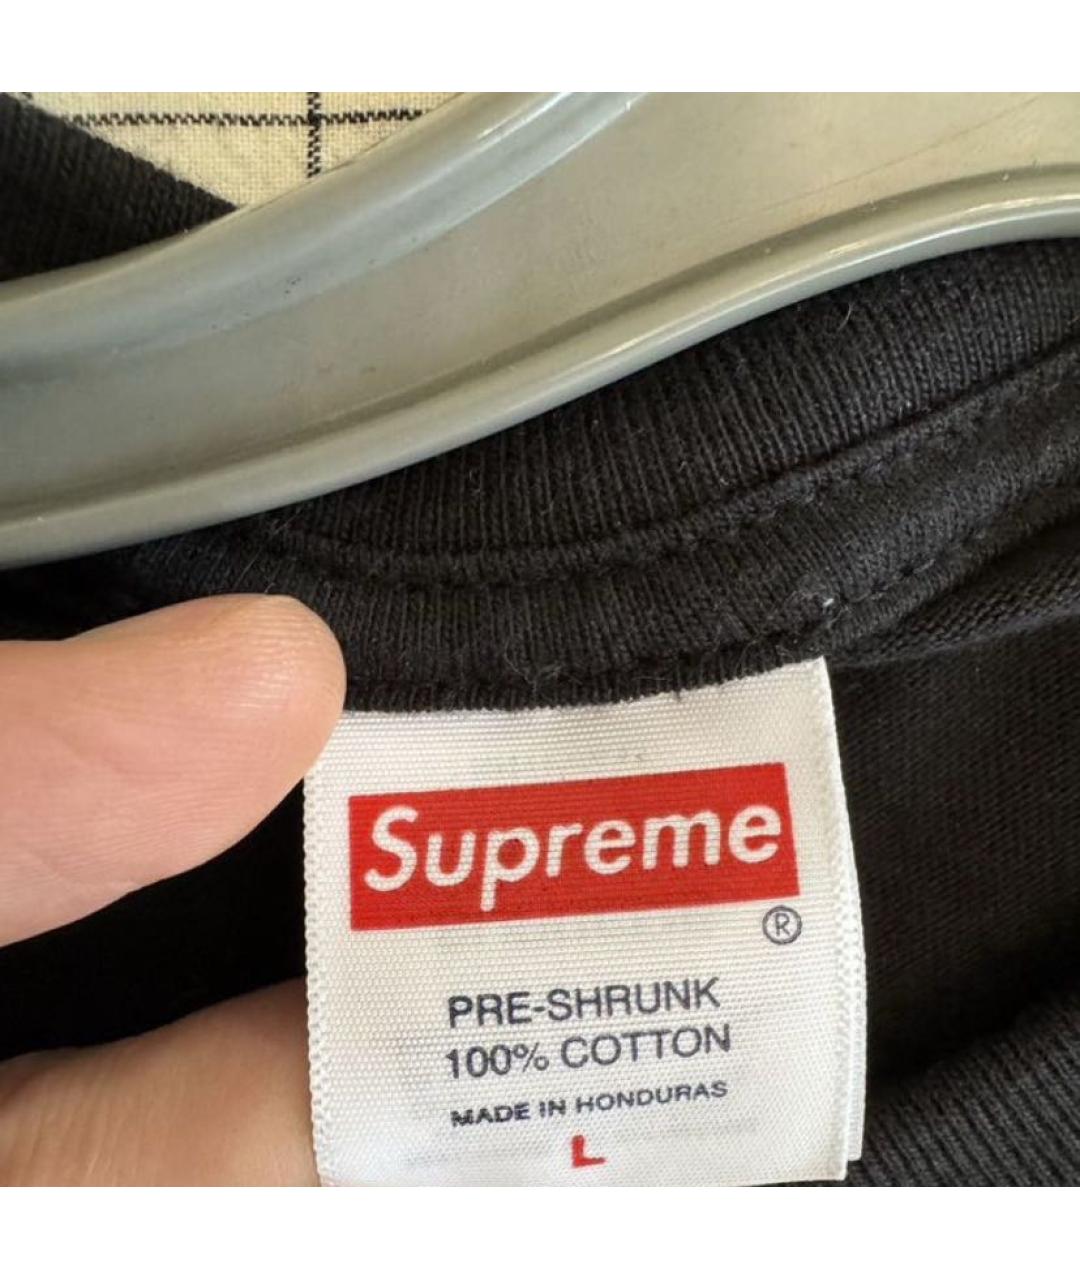 Supreme
®
PRE-SHRUNK
100% COTTON
MADE IN HONDURAS
L